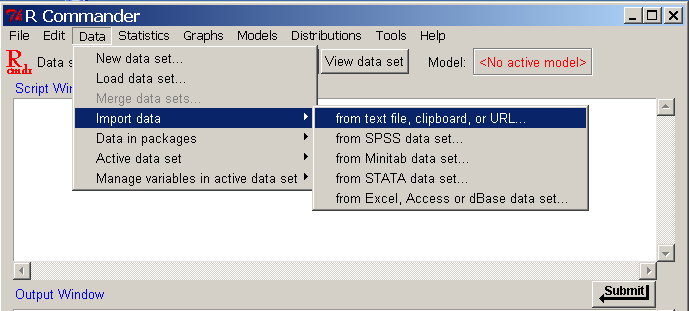 R Commander
File Edit Data Statistics Graphs Models Distributions Tools Help
R cmdr Data s View data set Model: <No active model>
New data set...
Load data set...
Script Wi
Merge data sets...
Import data
from text file, clipboard, or URL...
Data in packages
from SPSS data set...
Active data set
from Minitab data set...
Manage variables in active data set
from STATA data set...
from Excel, Access or dBase data set...
Output Window
Submit